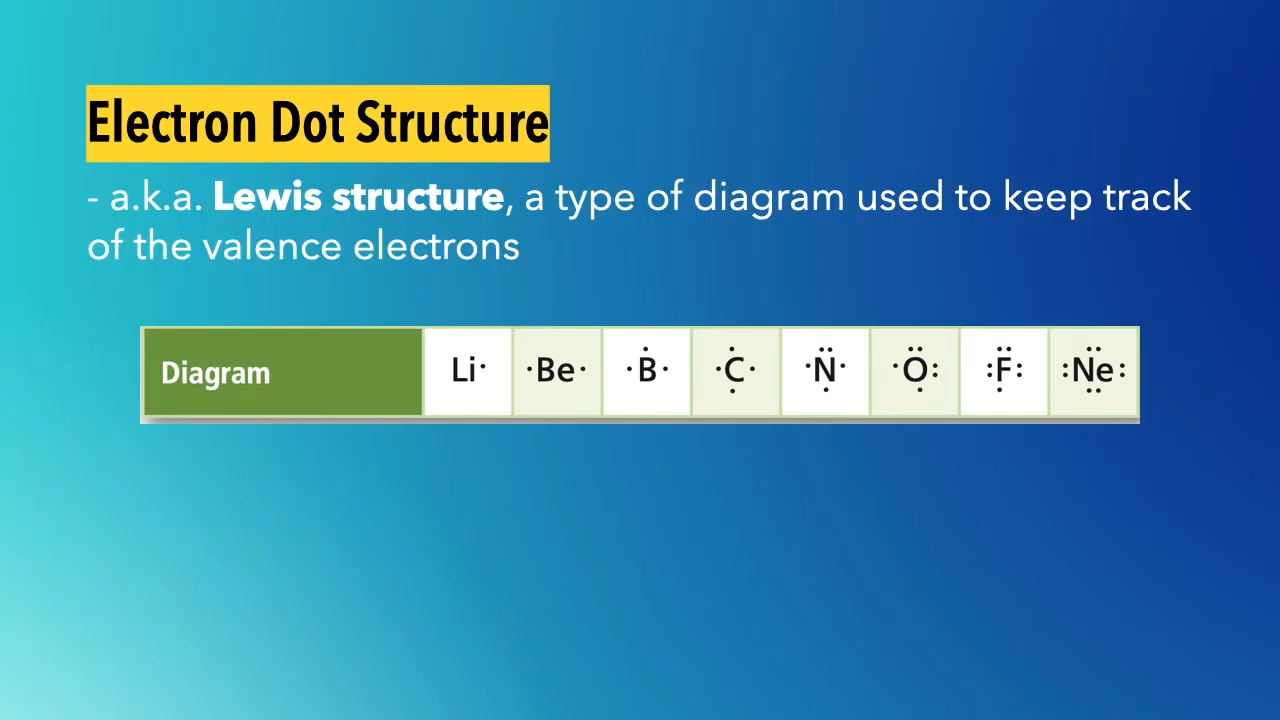 Electron Dot Structure
- a.k.a. Lewis structure, a type of diagram used to keep track
of the valence electrons
Diagram Li· ·Be· ·Ḃ· ·Ċ̣· ·N̤̈· ·Ọ̈: :F̣̈: :N̤̈e: